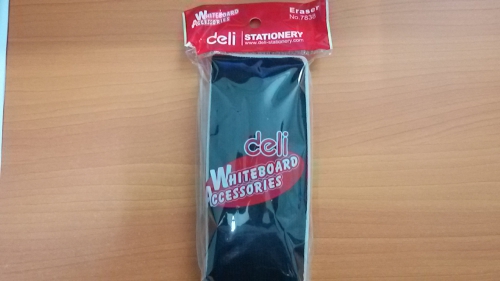 WHITEBOARD
ACCESSORIES
Eraser
No.7838
deli STATIONERY
www.deli-stationery.com
deli
WHITEBOARD
ACCESSORIES